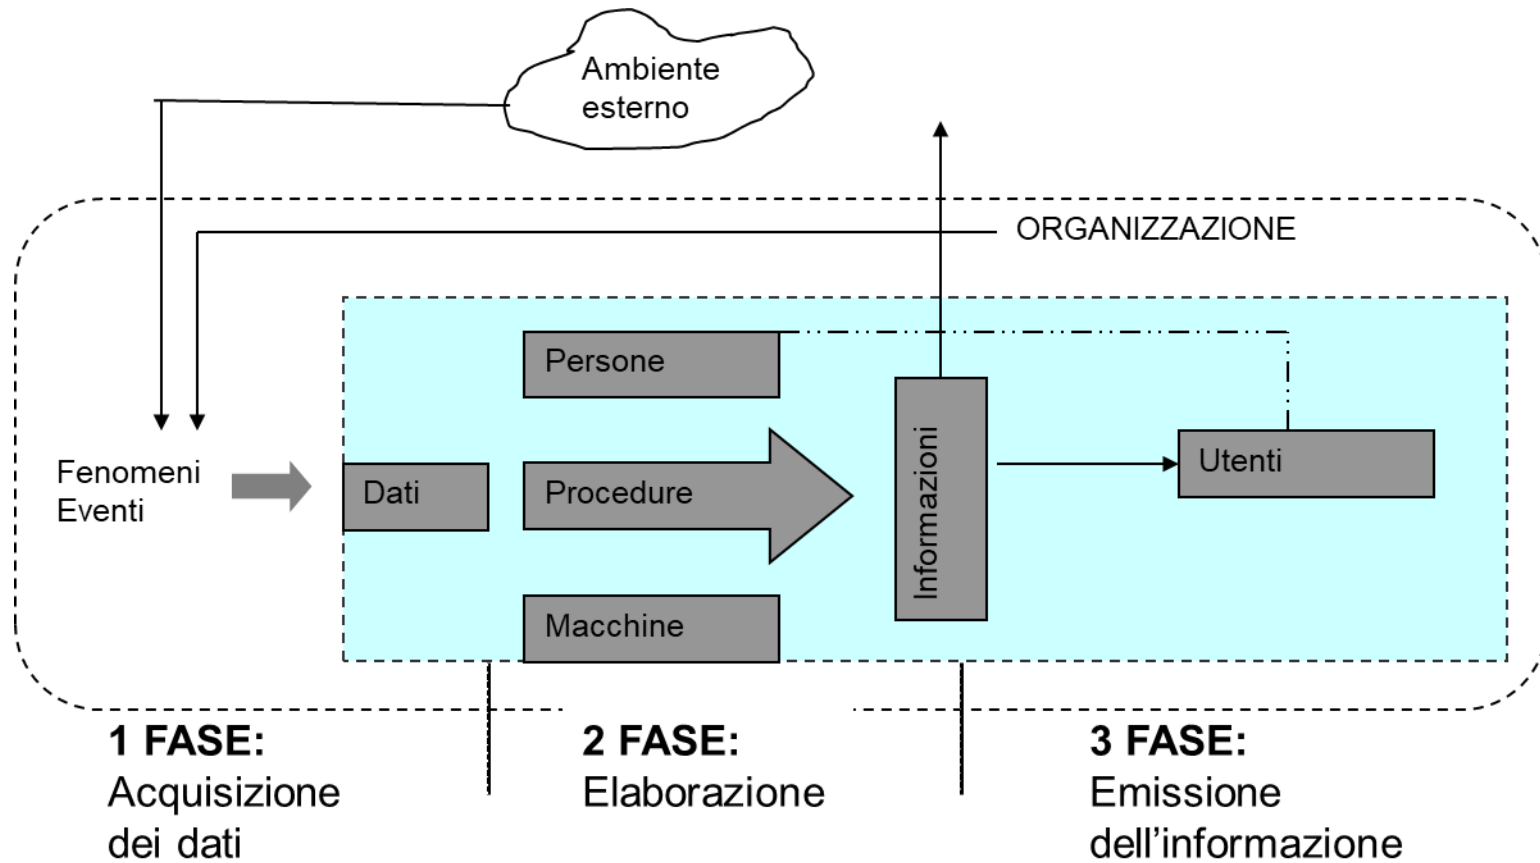 Ambiente
esterno
ORGANIZZAZIONE
Persone
Fenomeni
Eventi
Dati
Procedure
Informazioni
Utenti
Macchine
1 FASE:
Acquisizione
dei dati
2 FASE:
Elaborazione
3 FASE:
Emissione
dell'informazione